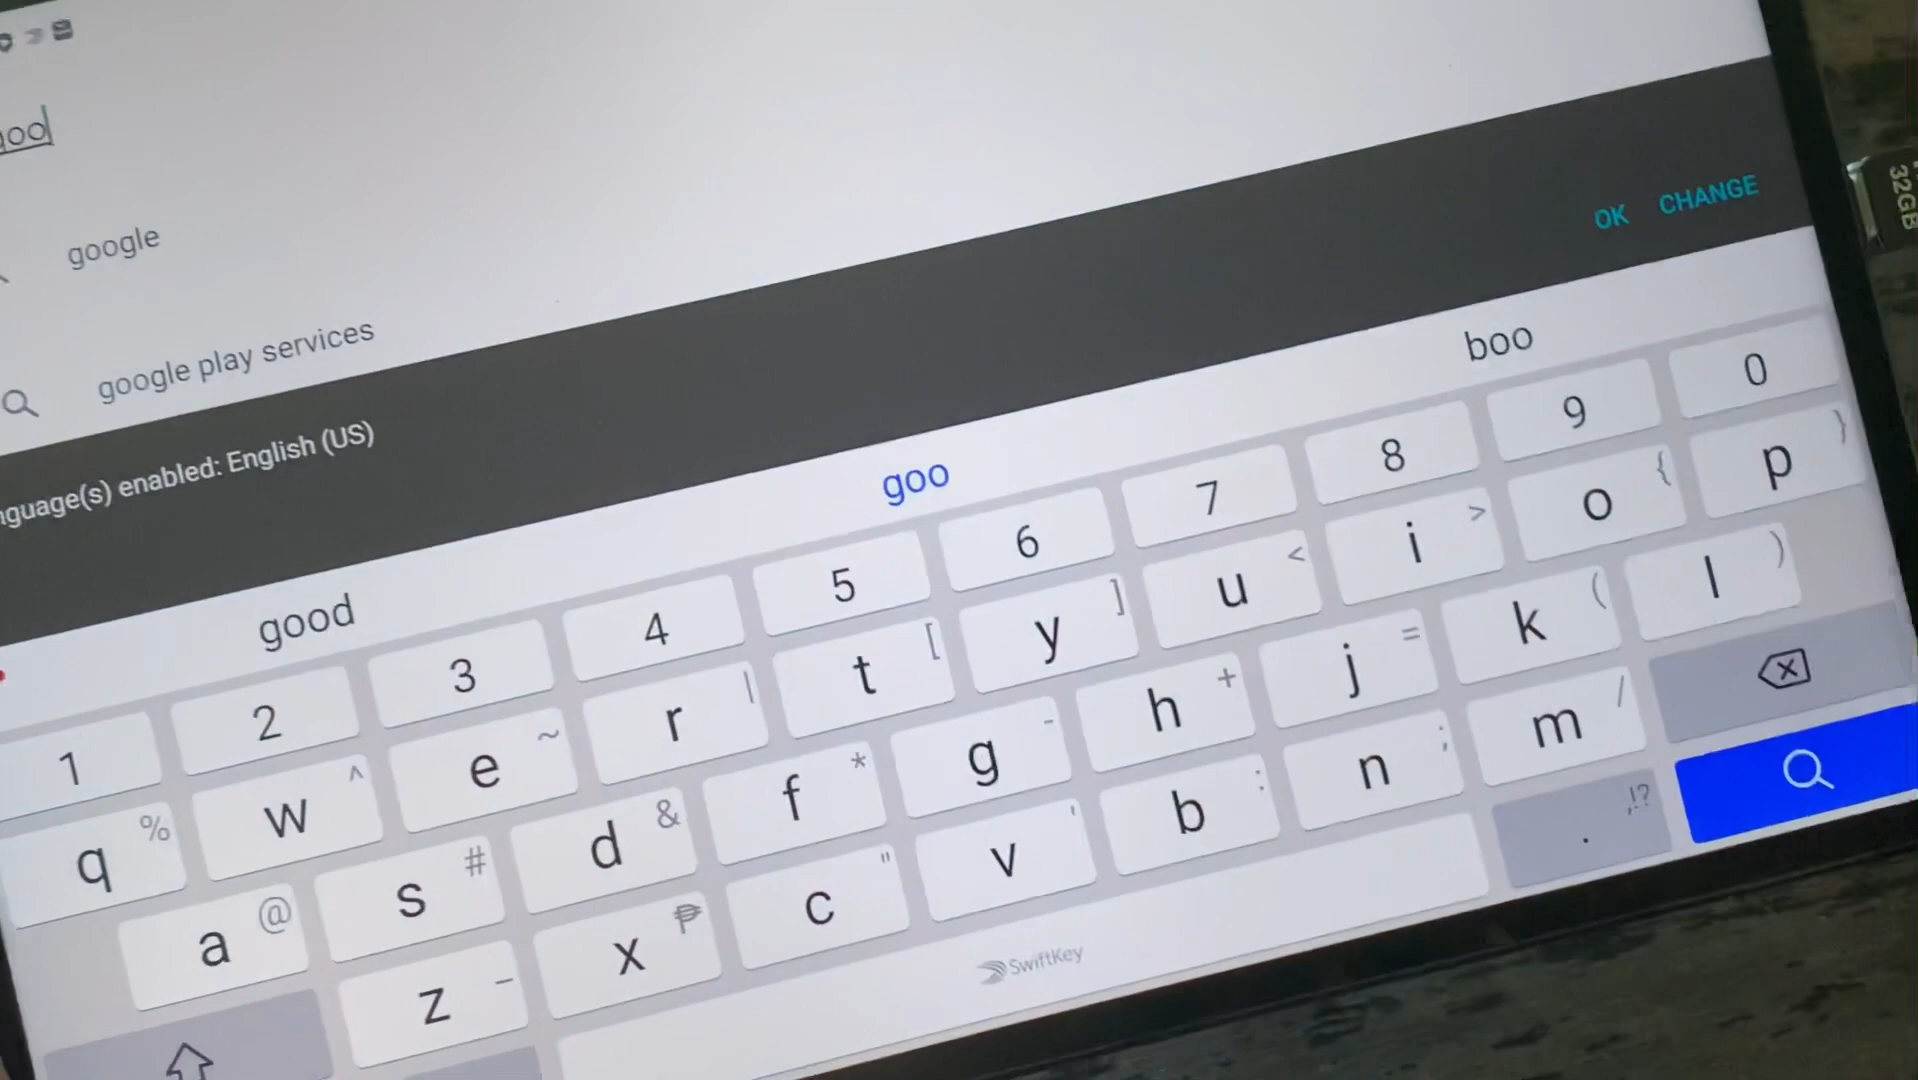 goo
google
google play services
nguage(s) enabled: English (US)
OK CHANGE
good goo boo
1 2 3 4 5 6 7 8 9 0
q % w ^ e ~ r | t [ y ] u < i > o { p }
a @ s # d & f * g - h + j = k ( l )
z _ x ₱ c " v ' b : n ; m /
SwiftKey . ,!?
32GB